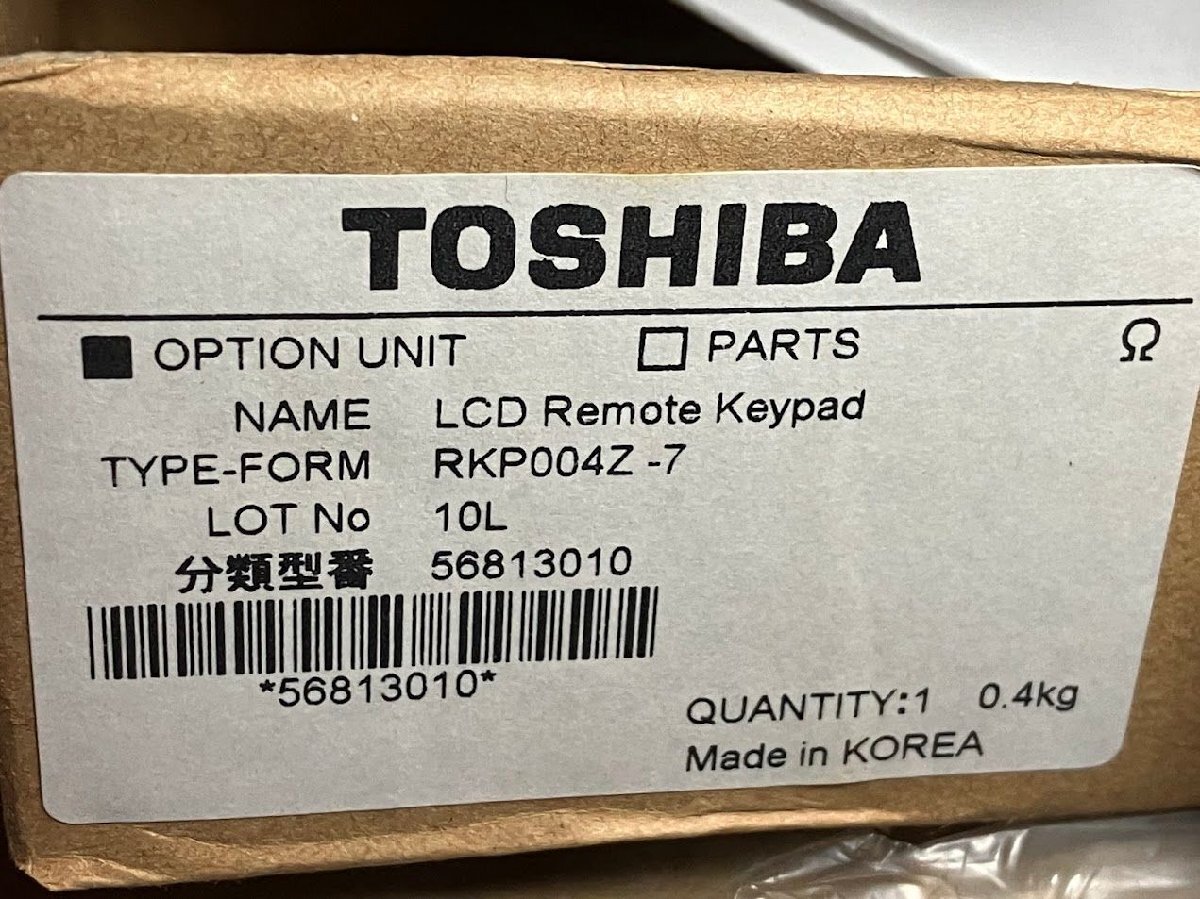 TOSHIBA
■ OPTION UNIT □ PARTS Ω
NAME LCD Remote Keypad
TYPE-FORM RKP004Z -7
LOT No 10L
分類型番 56813010
*56813010*
QUANTITY:1 0.4kg
Made in KOREA